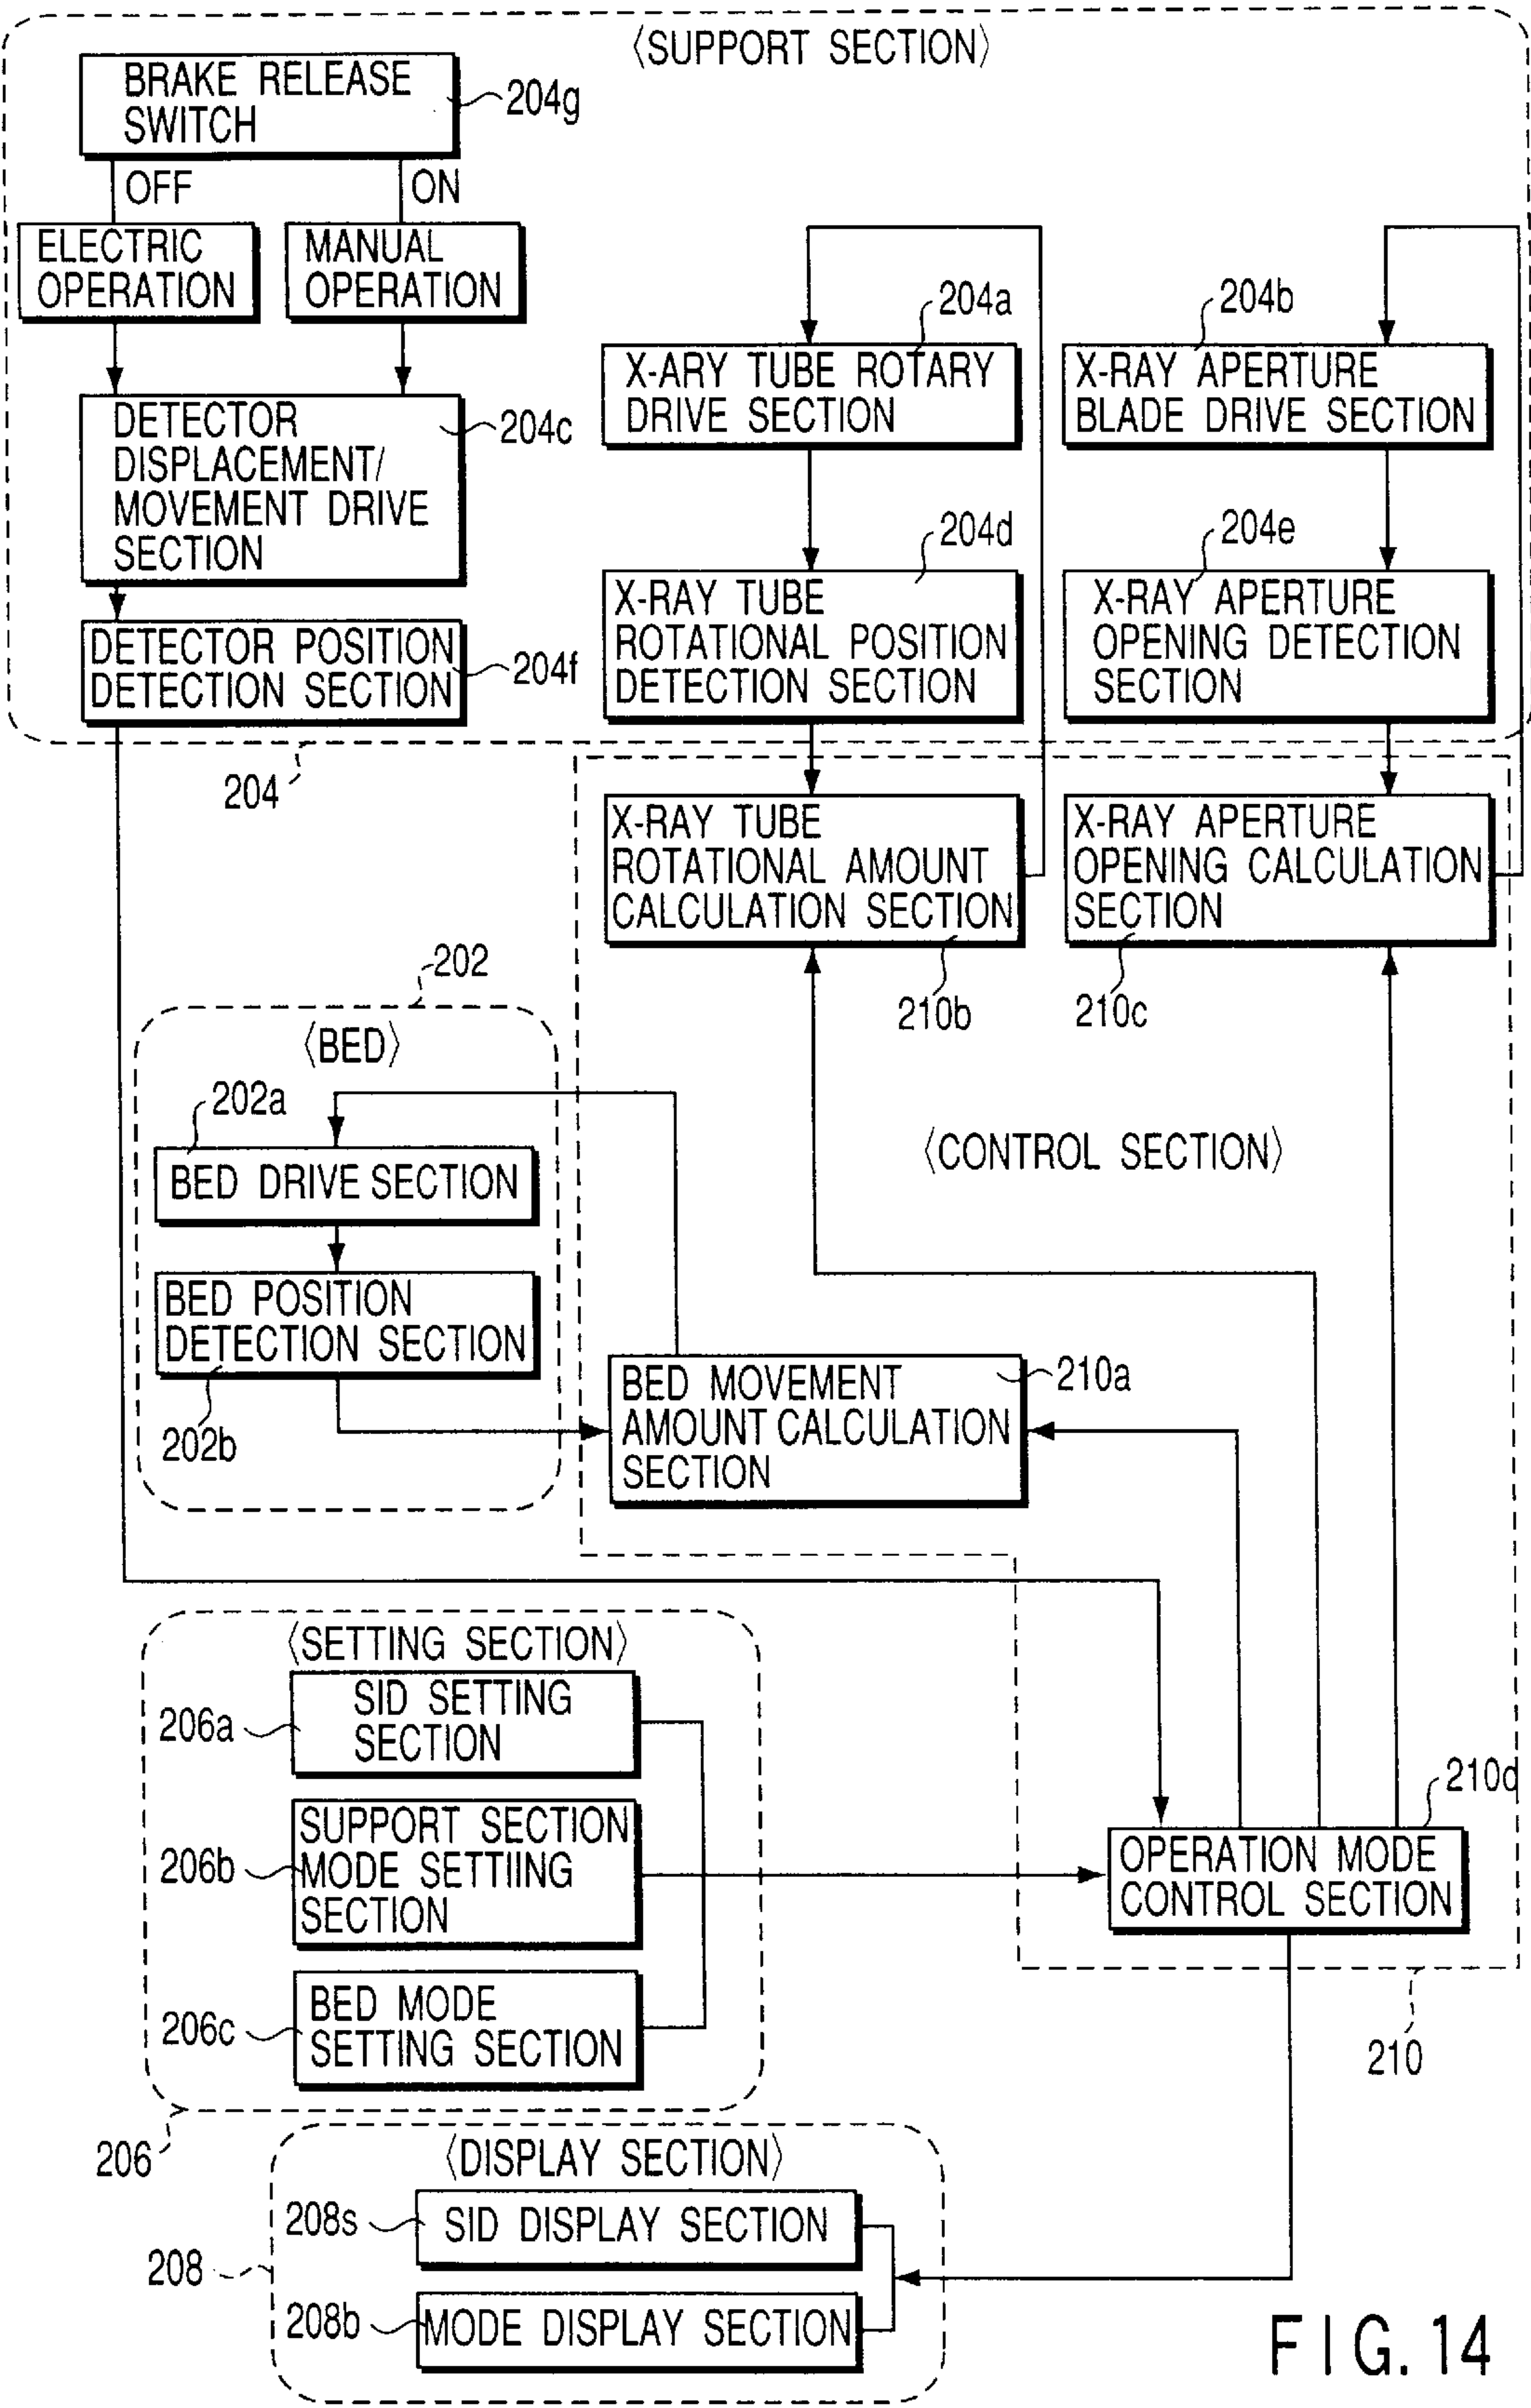 〈SUPPORT SECTION〉
BRAKE RELEASE
SWITCH
204g
OFF
ON
ELECTRIC
OPERATION
MANUAL
OPERATION
DETECTOR
DISPLACEMENT/
MOVEMENT DRIVE
SECTION
204c
DETECTOR POSITION
DETECTION SECTION
204f
204
204a
X-ARY TUBE ROTARY
DRIVE SECTION
204b
X-RAY APERTURE
BLADE DRIVE SECTION
204d
X-RAY TUBE
ROTATIONAL POSITION
DETECTION SECTION
204e
X-RAY APERTURE
OPENING DETECTION
SECTION
X-RAY TUBE
ROTATIONAL AMOUNT
CALCULATION SECTION
210b
X-RAY APERTURE
OPENING CALCULATION
SECTION
210c
202
〈BED〉
202a
BED DRIVE SECTION
BED POSITION
DETECTION SECTION
202b
〈CONTROL SECTION〉
BED MOVEMENT
AMOUNT CALCULATION
SECTION
210a
〈SETTING SECTION〉
SID SETTING
SECTION
206a
SUPPORT SECTION
MODE SETTIING
SECTION
206b
BED MODE
SETTING SECTION
206c
206
210d
OPERATION MODE
CONTROL SECTION
210
〈DISPLAY SECTION〉
208s
SID DISPLAY SECTION
208
208b
MODE DISPLAY SECTION
FIG. 14